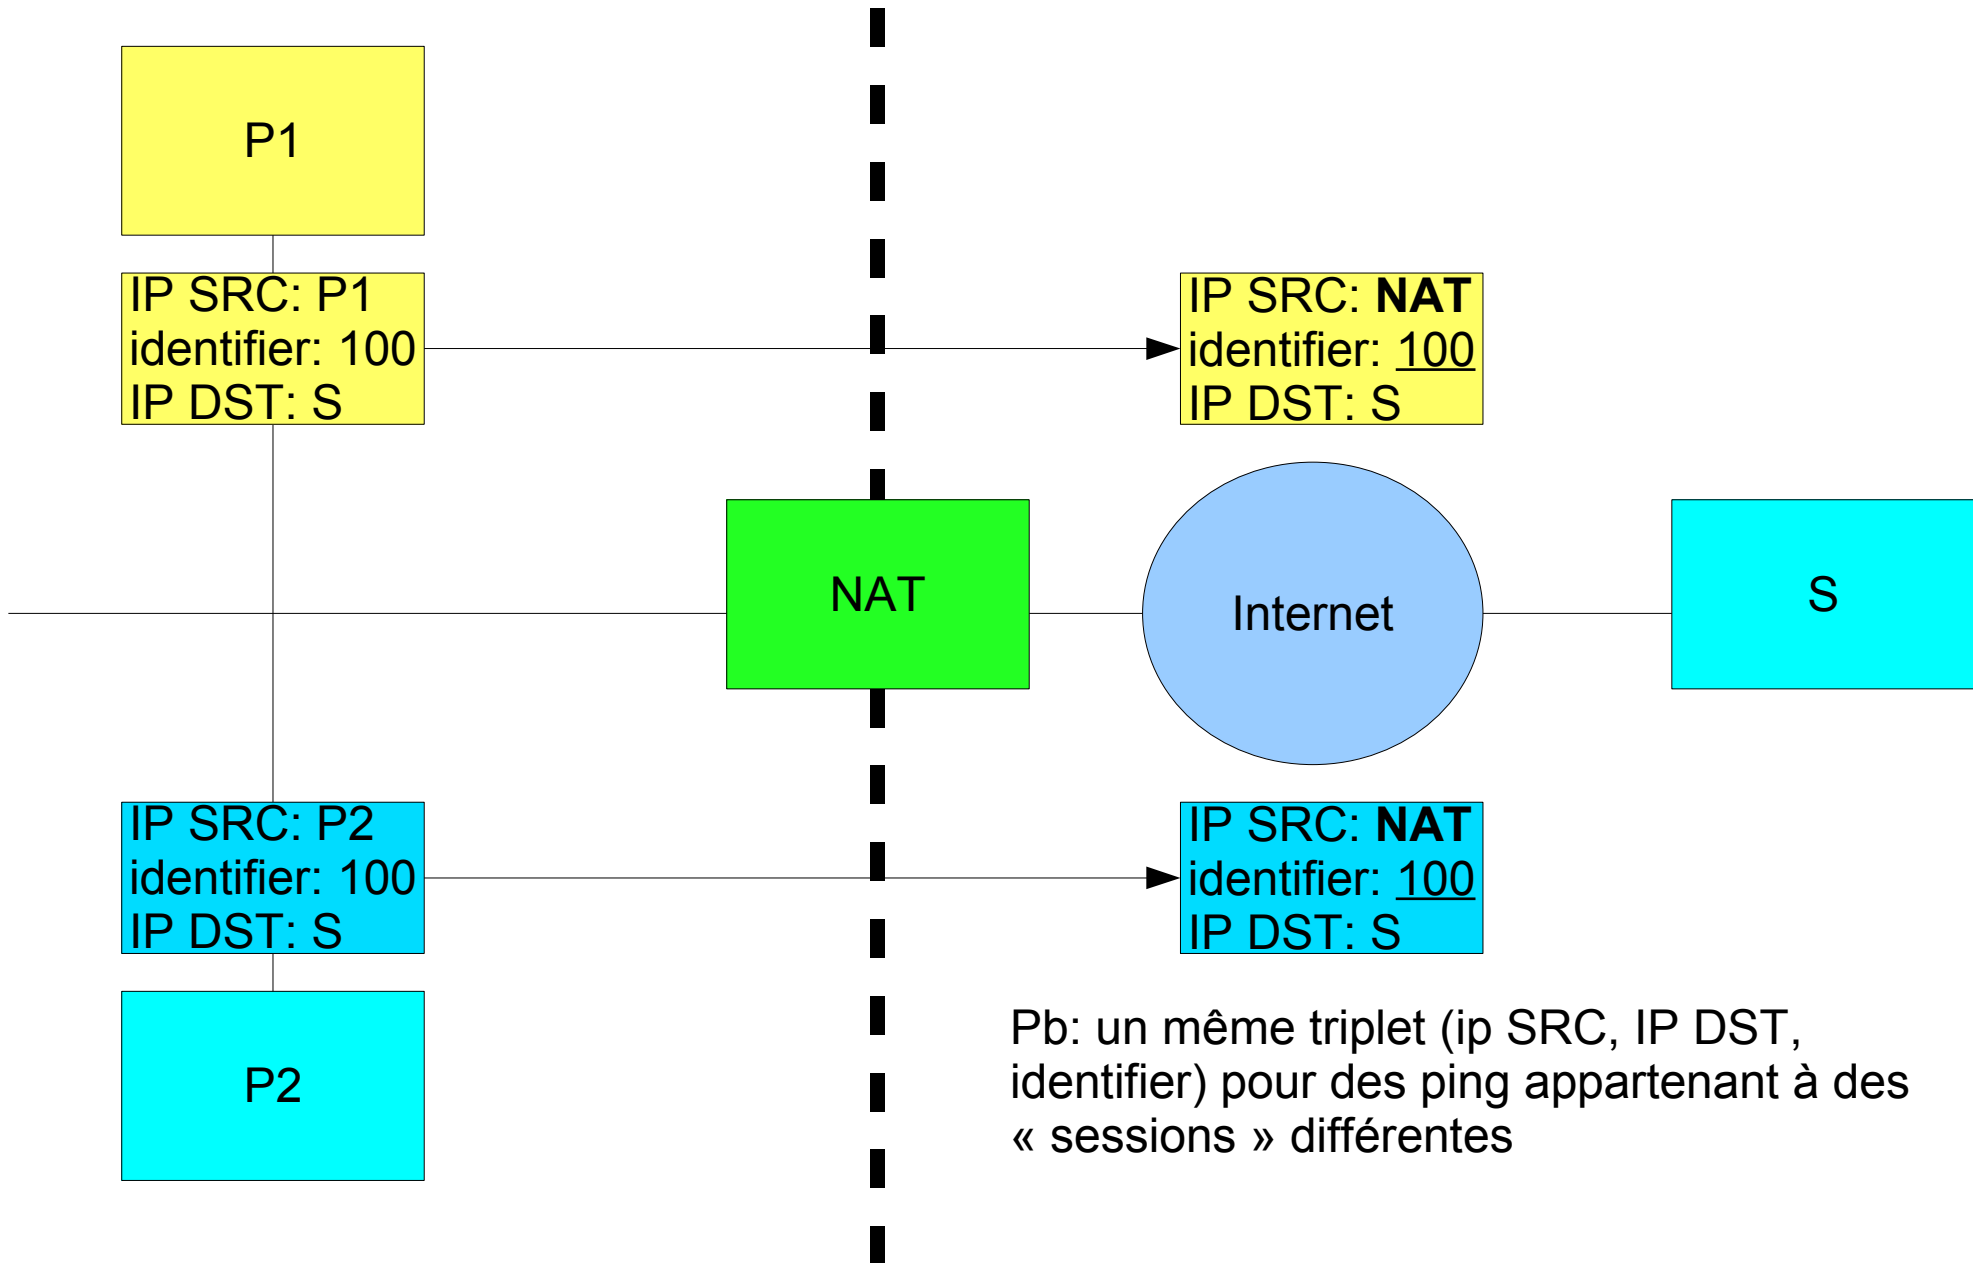 P1
IP SRC: P1
identifier: 100
IP DST: S
IP SRC: NAT
identifier: 100
IP DST: S
NAT
Internet
S
IP SRC: P2
identifier: 100
IP DST: S
IP SRC: NAT
identifier: 100
IP DST: S
P2
Pb: un même triplet (ip SRC, IP DST,
identifier) pour des ping appartenant à des
« sessions » différentes